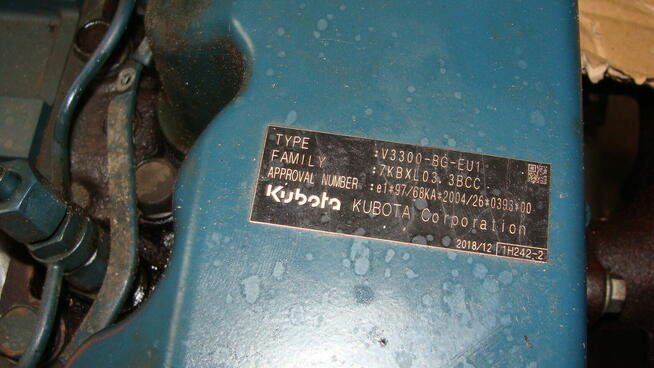 TYPE :V3300-BG-EU1
FAMILY :7KBXL03.3BCC
APPROVAL NUMBER :e1*97/68KA*2004/26*0393*00
Kubota KUBOTA Corporation
2018/12 1H242-2